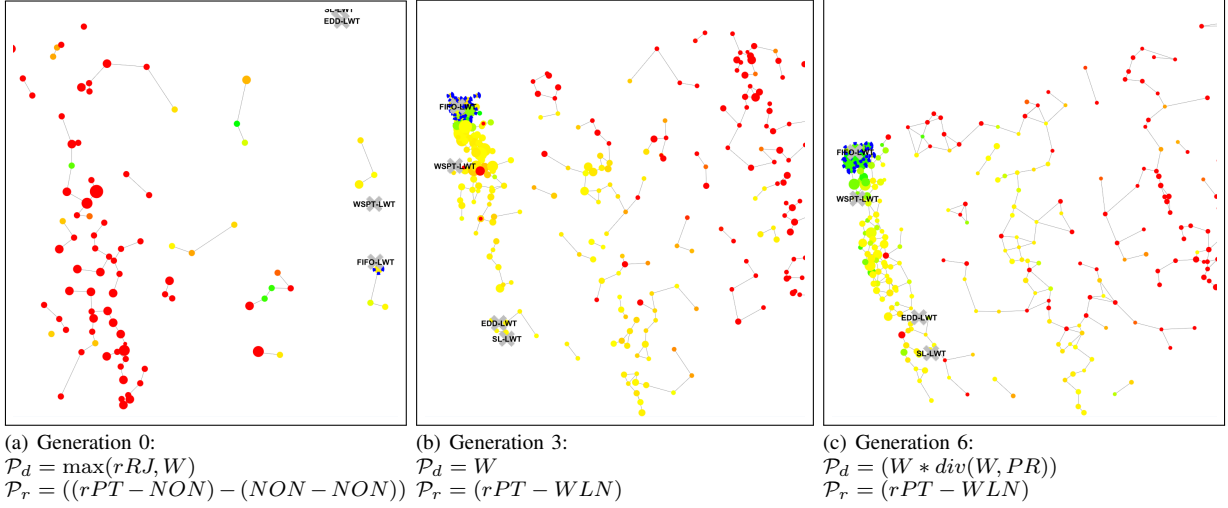 SL-LWT
EDD-LWT
WSPT-LWT
FIFO-LWT
FIFO-LWT
WSPT-LWT
EDD-LWT
SL-LWT
FIFO-LWT
WSPT-LWT
EDD-LWT
SL-LWT
(a) Generation 0:
𝒫_d = max(rRJ, W)
𝒫_r = ((rPT − NON) − (NON − NON))
(b) Generation 3:
𝒫_d = W
𝒫_r = (rPT − WLN)
(c) Generation 6:
𝒫_d = (W ∗ div(W, PR))
𝒫_r = (rPT − WLN)